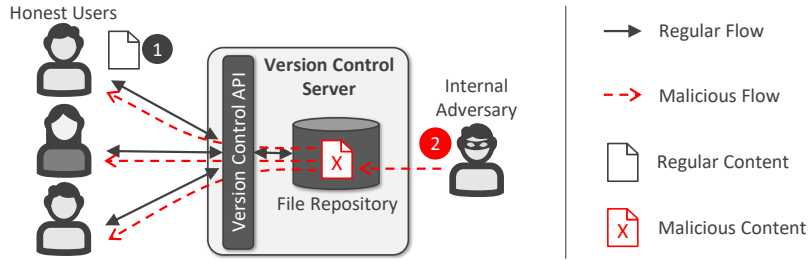 Honest Users
1
Version Control
Server
Version Control API
X
File Repository
Internal
Adversary
2
Regular Flow
Malicious Flow
Regular Content
X
Malicious Content